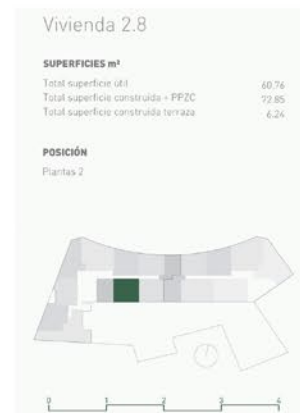 Vivienda 2.8
SUPERFICIES m²
Total superficie útil 60.76
Total superficie construida + PPZC 72.85
Total superficie construida terraza 6.24
POSICIÓN
Plantas 2
0 1 2 3 4